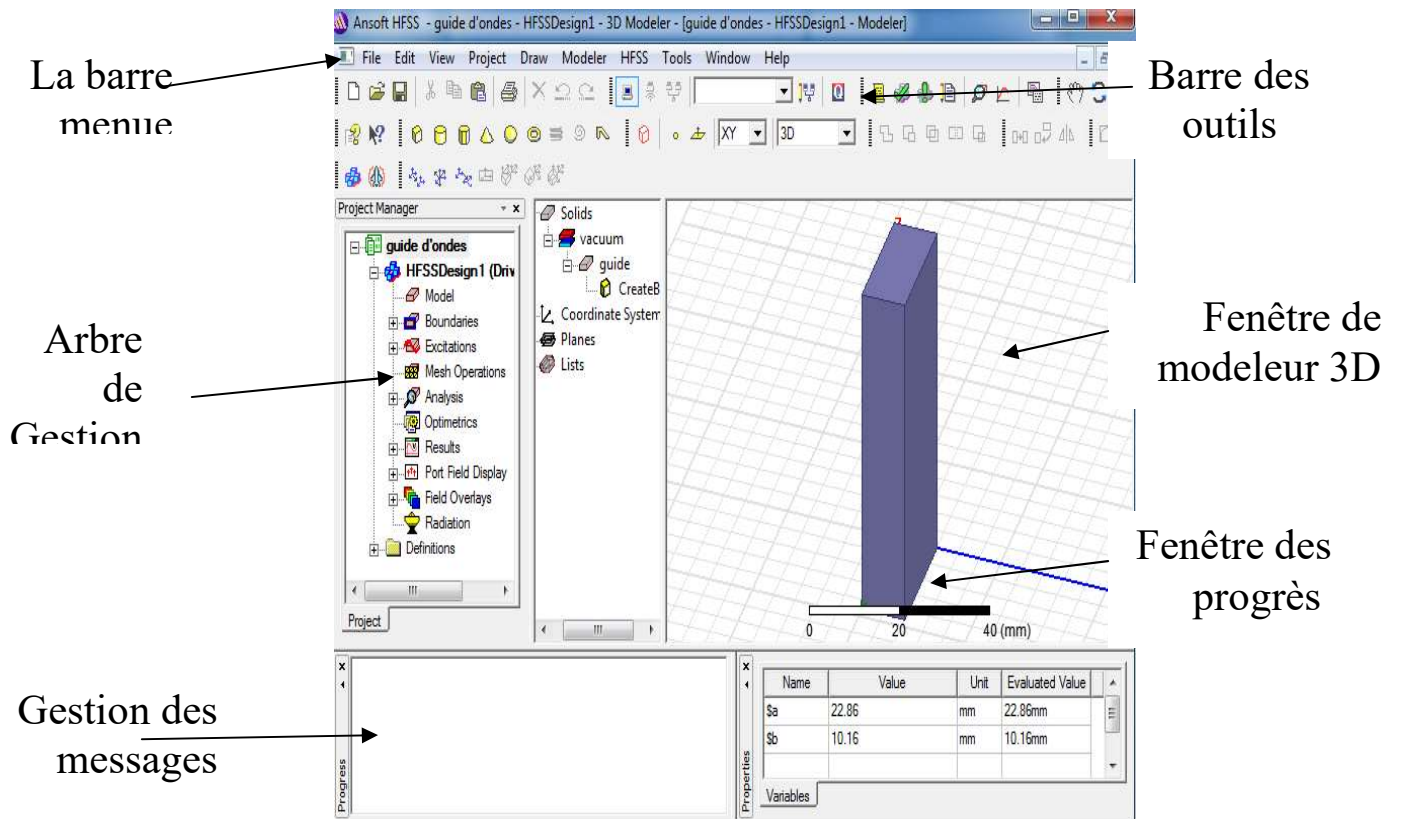 Ansoft HFSS - guide d'ondes - HFSSDesign1 - 3D Modeler - [guide d'ondes - HFSSDesign1 - Modeler]
File Edit View Project Draw Modeler HFSS Tools Window Help
La barre
menue
Barre des
outils
XY
3D
Project Manager
guide d'ondes
HFSSDesign1 (Driv
Model
Boundaries
Excitations
Mesh Operations
Analysis
Optimetrics
Results
Port Field Display
Field Overlays
Radiation
Definitions
Project
Solids
vacuum
guide
CreateB
Coordinate System
Planes
Lists
Arbre
de
Gestion
Fenêtre de
modeleur 3D
Z
0 20 40 (mm)
Fenêtre des
progrès
Gestion des
messages
Progress
Properties
Name Value Unit Evaluated Value
$a 22.86 mm 22.86mm
$b 10.16 mm 10.16mm
Variables